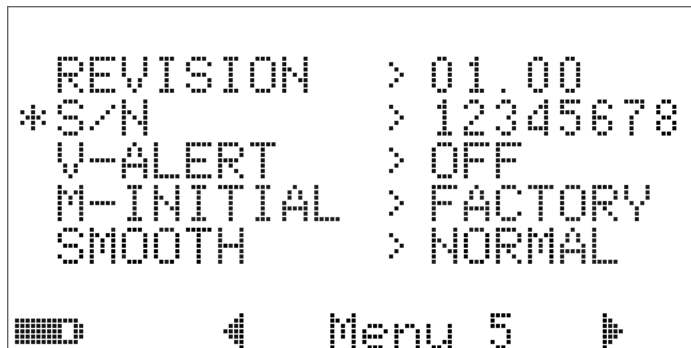 REVISION > 01.00
*S/N > 12345678
V-ALERT > OFF
M-INITIAL > FACTORY
SMOOTH > NORMAL
◀ Menu 5 ▶